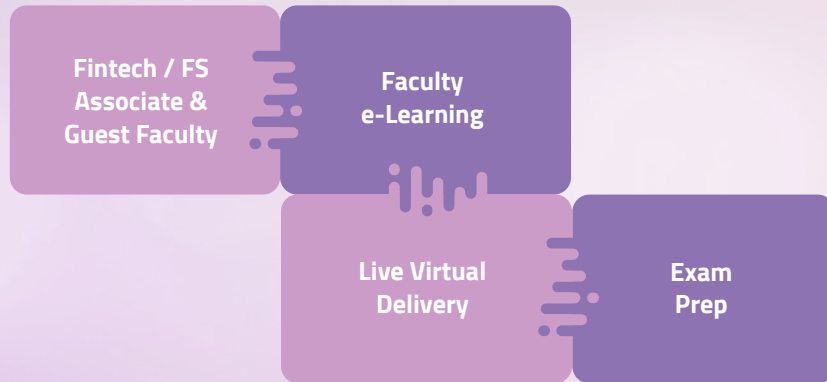 Fintech / FS
Associate &
Guest Faculty
Faculty
e-Learning
Live Virtual
Delivery
Exam
Prep